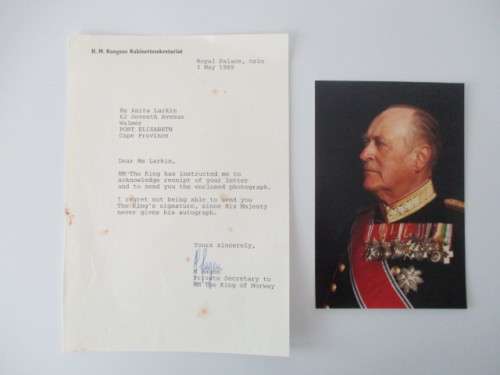 H. M. Kongens Kabinettssekretariat
Royal Palace, Oslo
1 May 1989
Ms Anita Larkin
62 Seventh Avenue
Walmer
PORT ELIZABETH
Cape Province
Dear Ms Larkin,
HM The King has instructed me to
acknowledge receipt of your letter
and to send you the enclosed photograph.
I regret not being able to send you
The King's signature, since His Majesty
never gives his autograph.
Yours sincerely,
Private Secretary to
HM The King of Norway